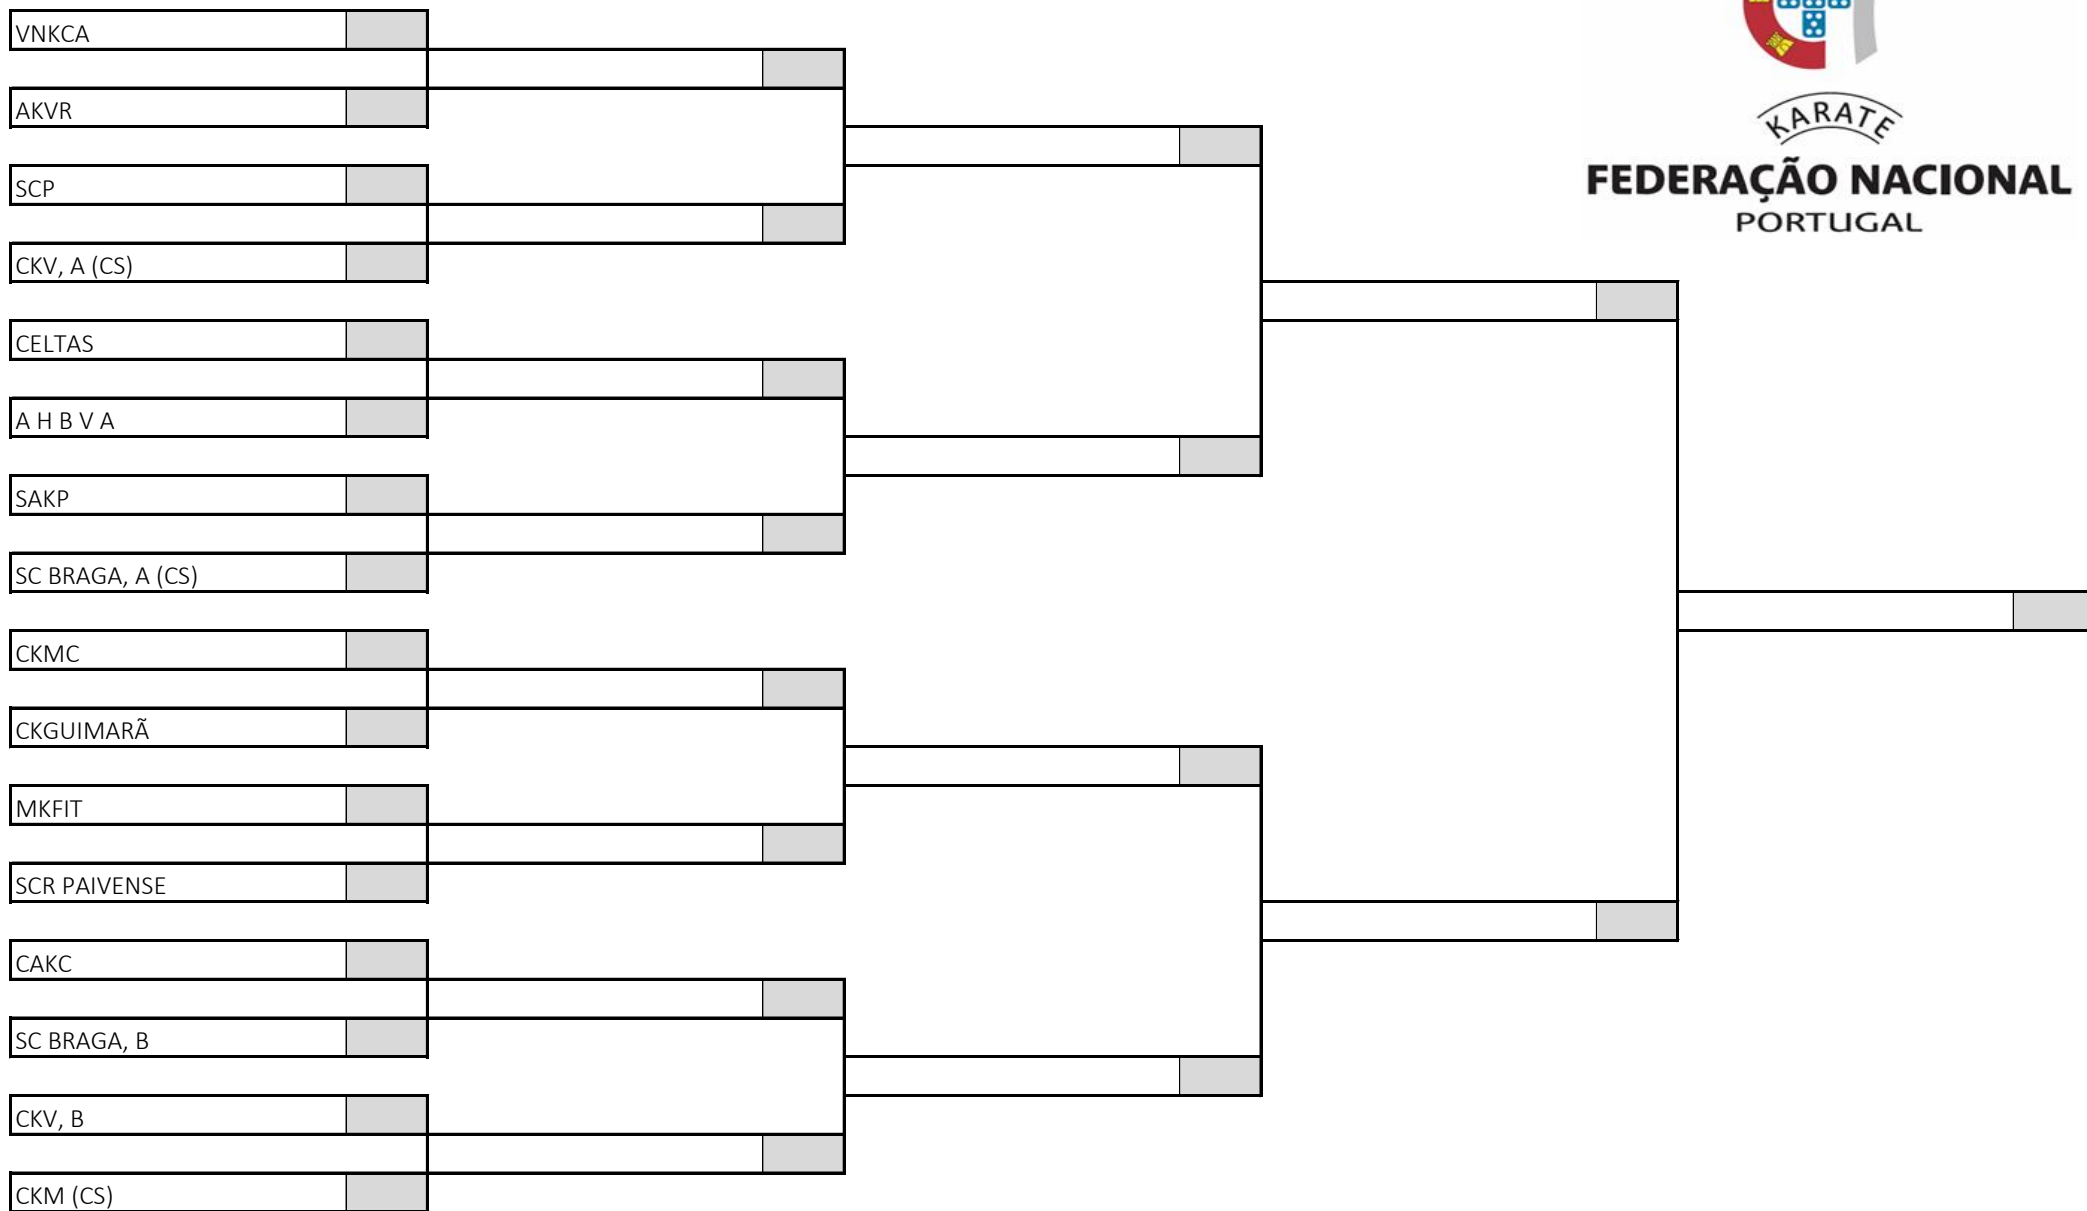 VNKCA
AKVR
SCP
CKV, A (CS)
CELTAS
A H B V A
SAKP
SC BRAGA, A (CS)
CKMC
CKGUIMARÃ
MKFIT
SCR PAIVENSE
CAKC
SC BRAGA, B
CKV, B
CKM (CS)
KARATE
FEDERAÇÃO NACIONAL
PORTUGAL